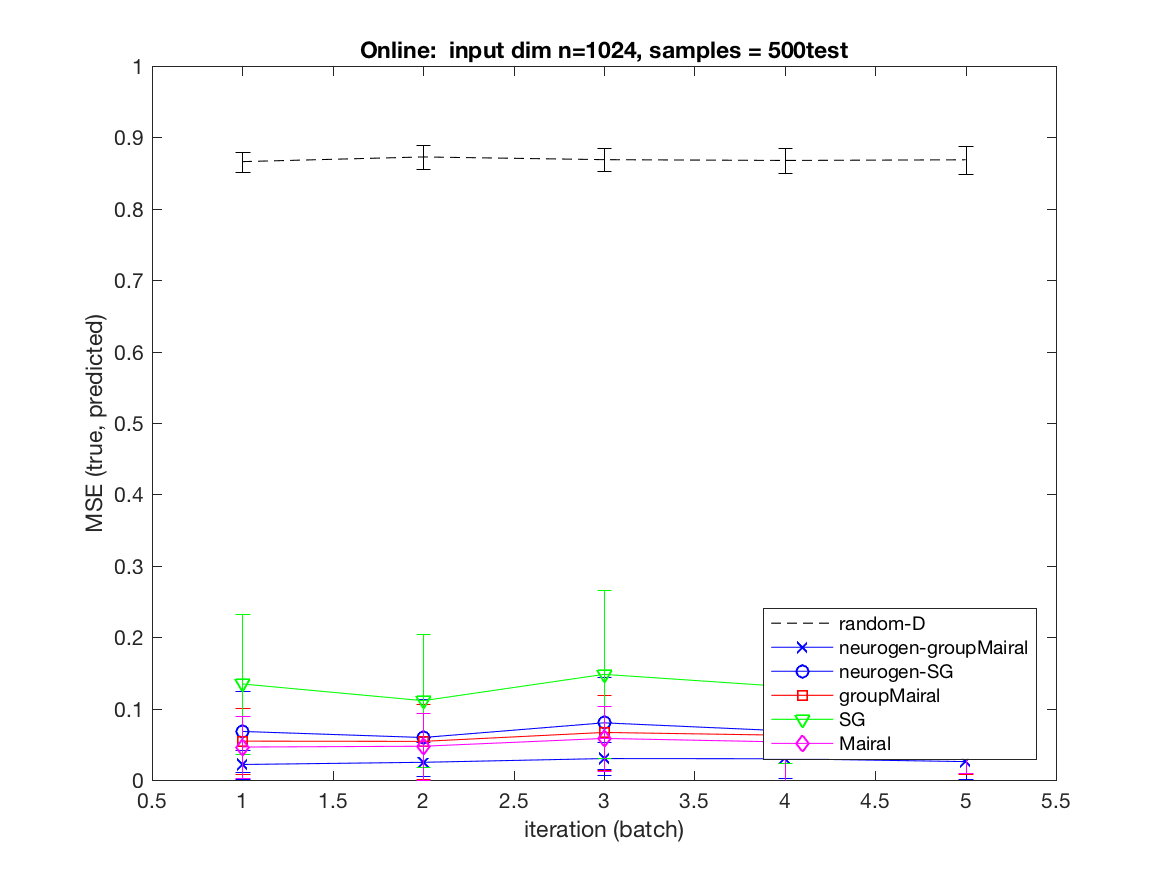 Online:  input dim n=1024, samples = 500test
1
0.9
0.8
0.7
0.6
0.5
0.4
0.3
0.2
0.1
0
MSE (true, predicted)
random-D
neurogen-groupMairal
neurogen-SG
groupMairal
SG
Mairal
0.5 1 1.5 2 2.5 3 3.5 4 4.5 5 5.5
iteration (batch)